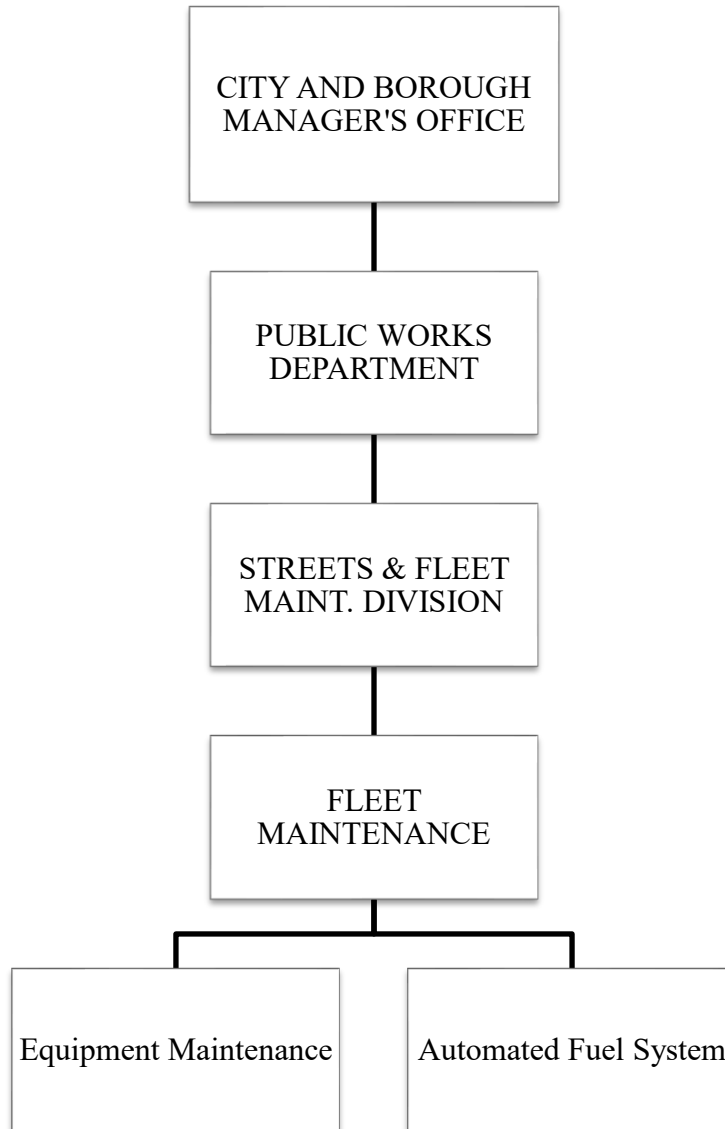 CITY AND BOROUGH
MANAGER'S OFFICE
PUBLIC WORKS
DEPARTMENT
STREETS & FLEET
MAINT. DIVISION
FLEET
MAINTENANCE
Equipment Maintenance
Automated Fuel System